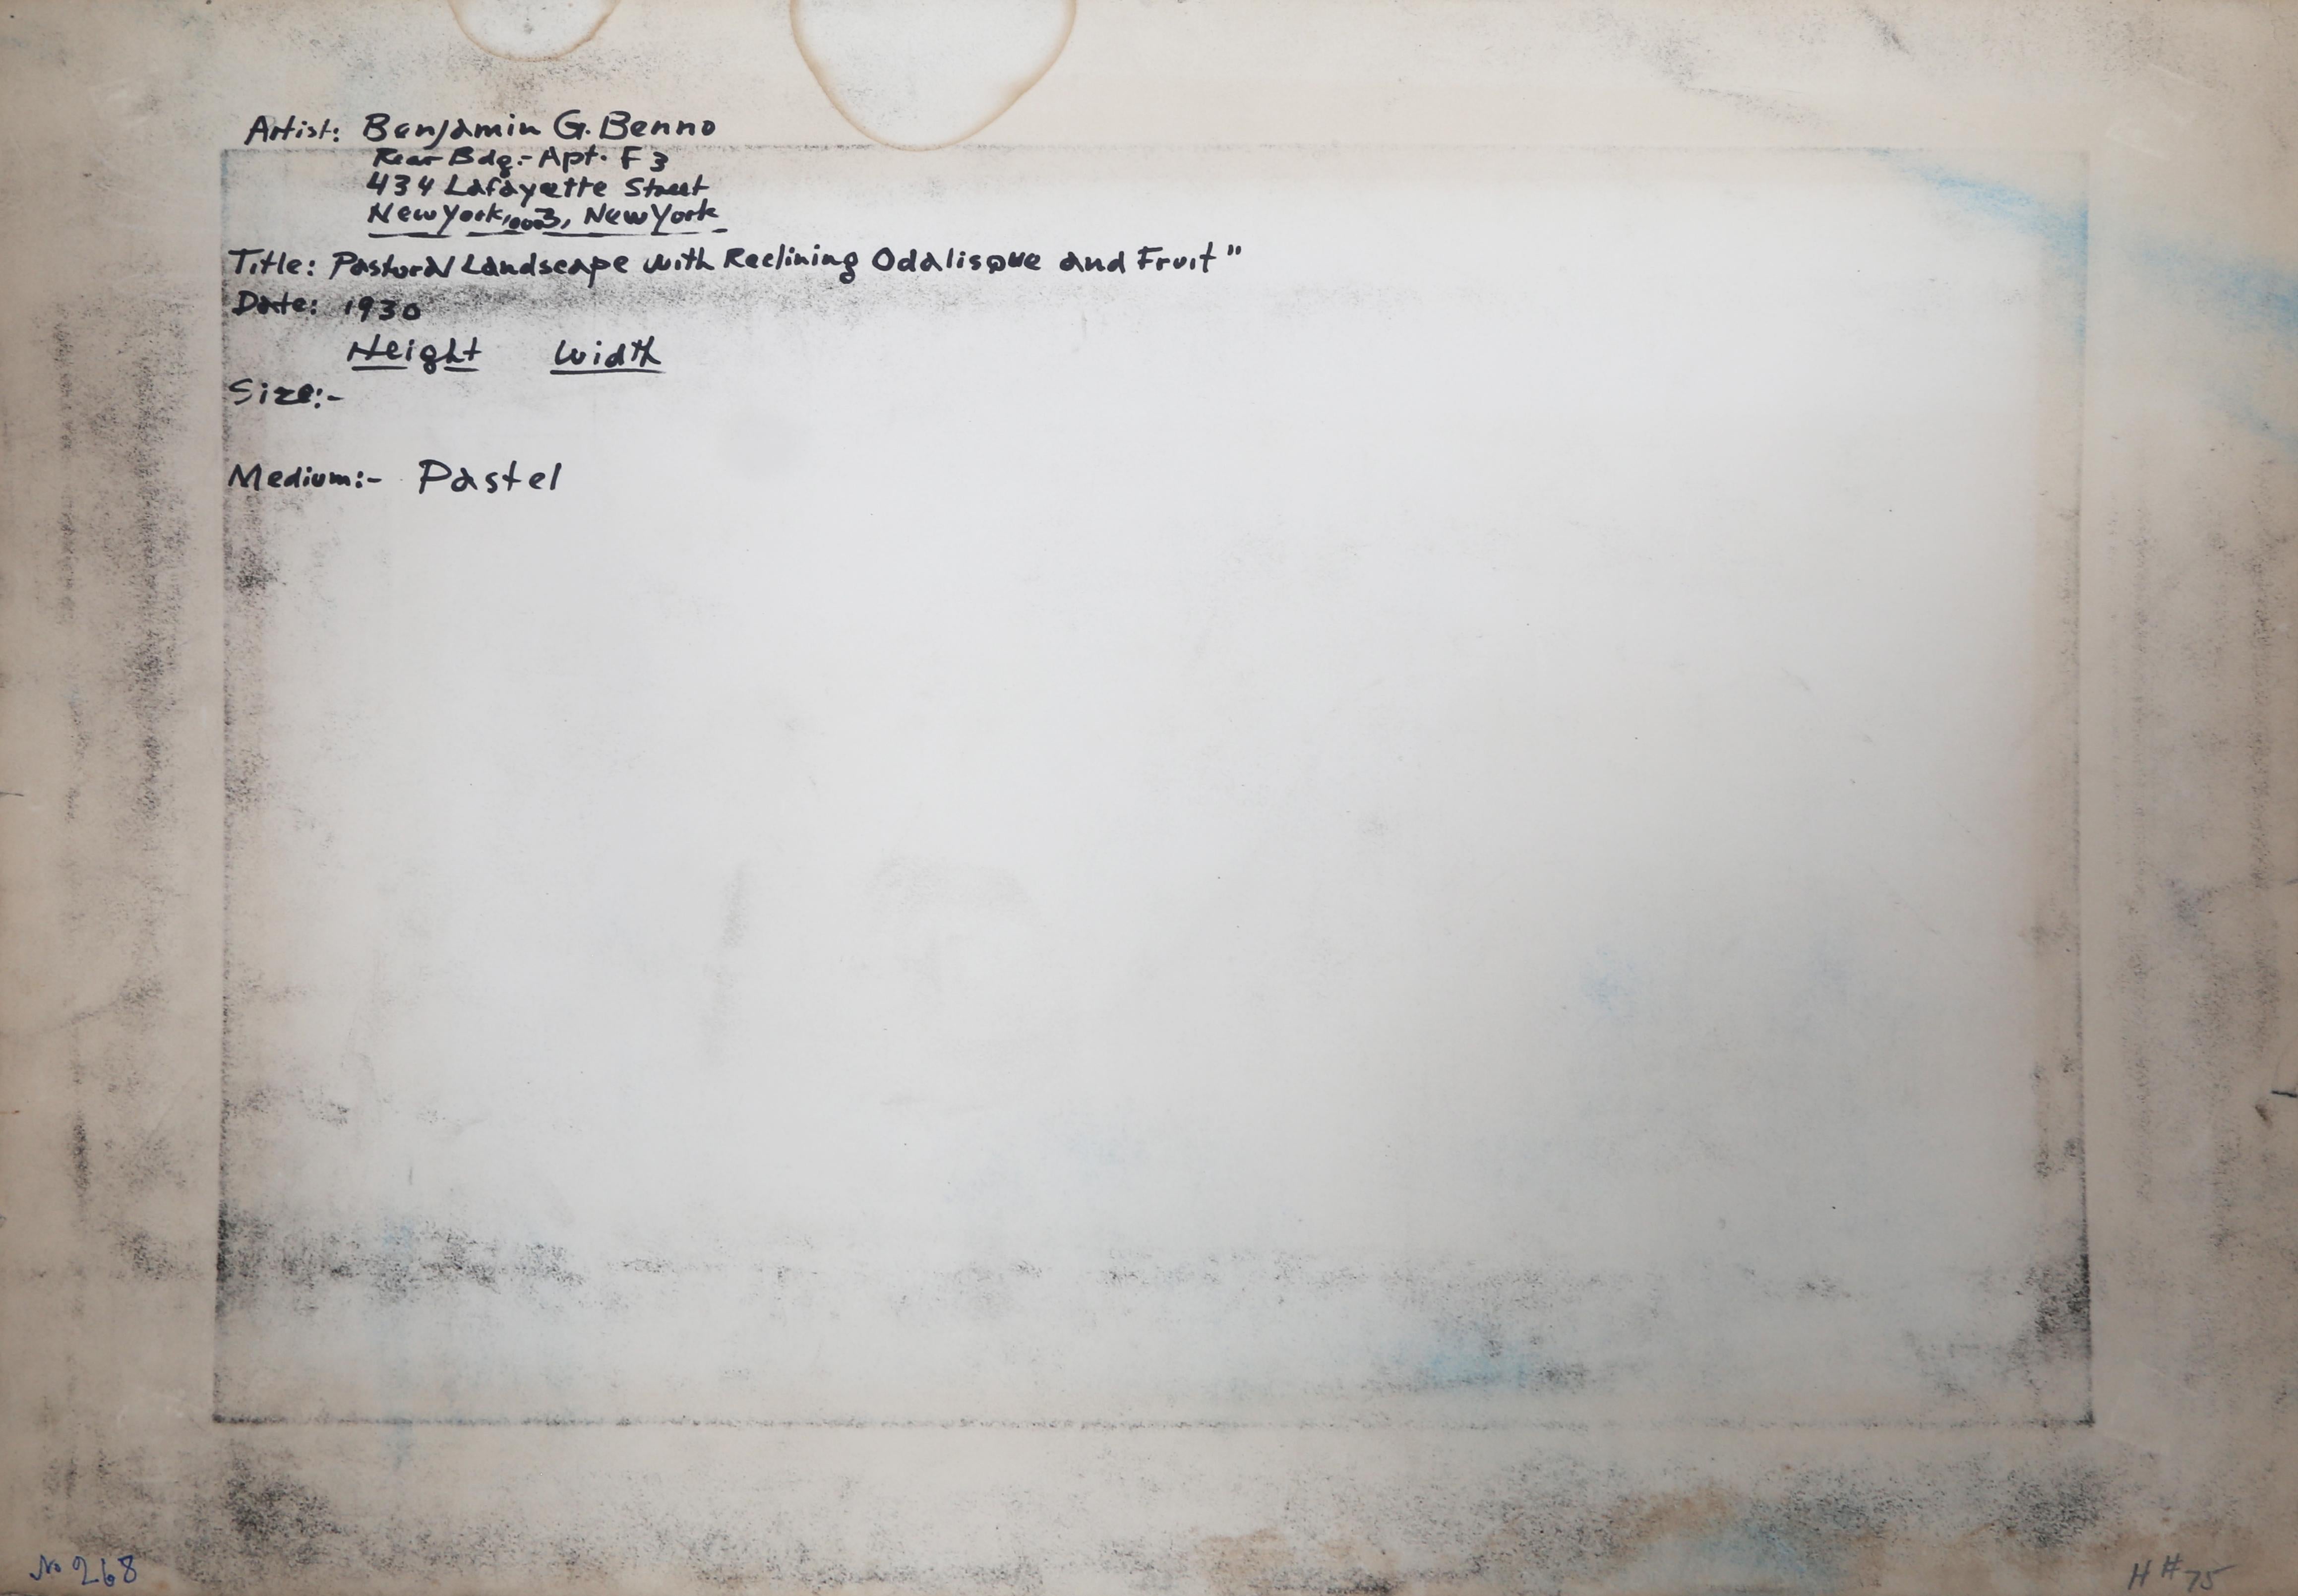 Artist: Benjamin G. Benno
Rear Bdg.- Apt. F 3
434 Lafayette Street
New York, 10003, New York
Title: Pastoral Landscape with Reclining Odalisque and Fruit"
Date: 1930
Height Width
Size:-
Medium:- Pastel
No 268
H #75